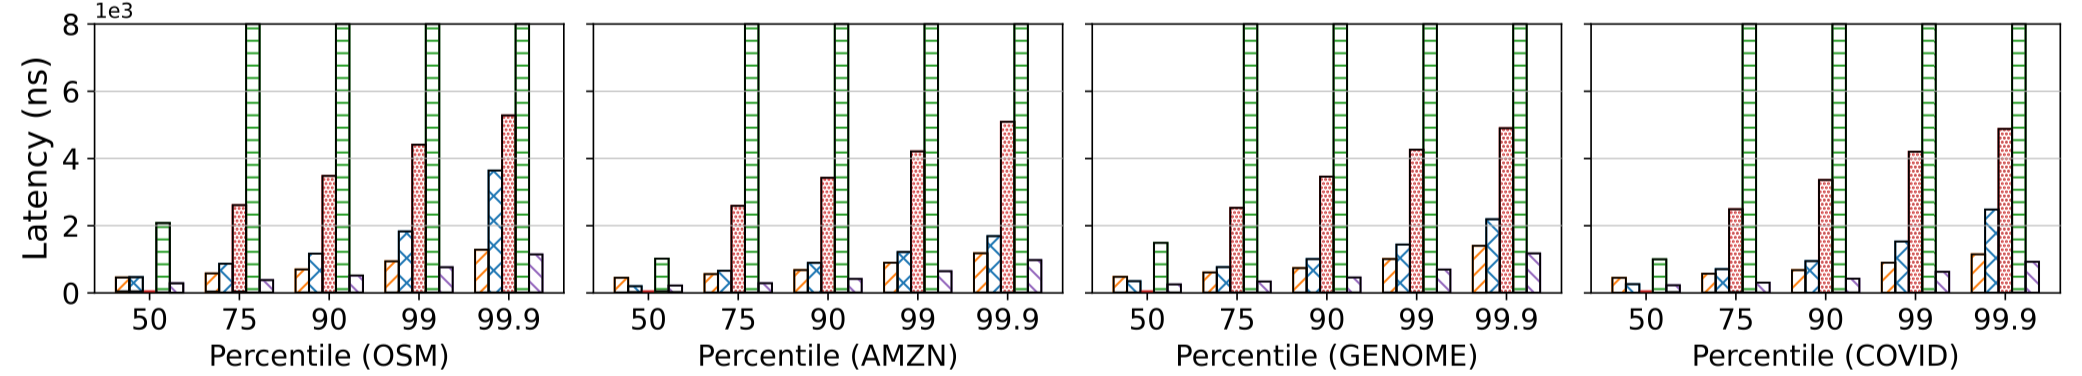 1e3
Latency (ns)
8
6
4
2
0
50 75 90 99 99.9
Percentile (OSM)
50 75 90 99 99.9
Percentile (AMZN)
50 75 90 99 99.9
Percentile (GENOME)
50 75 90 99 99.9
Percentile (COVID)